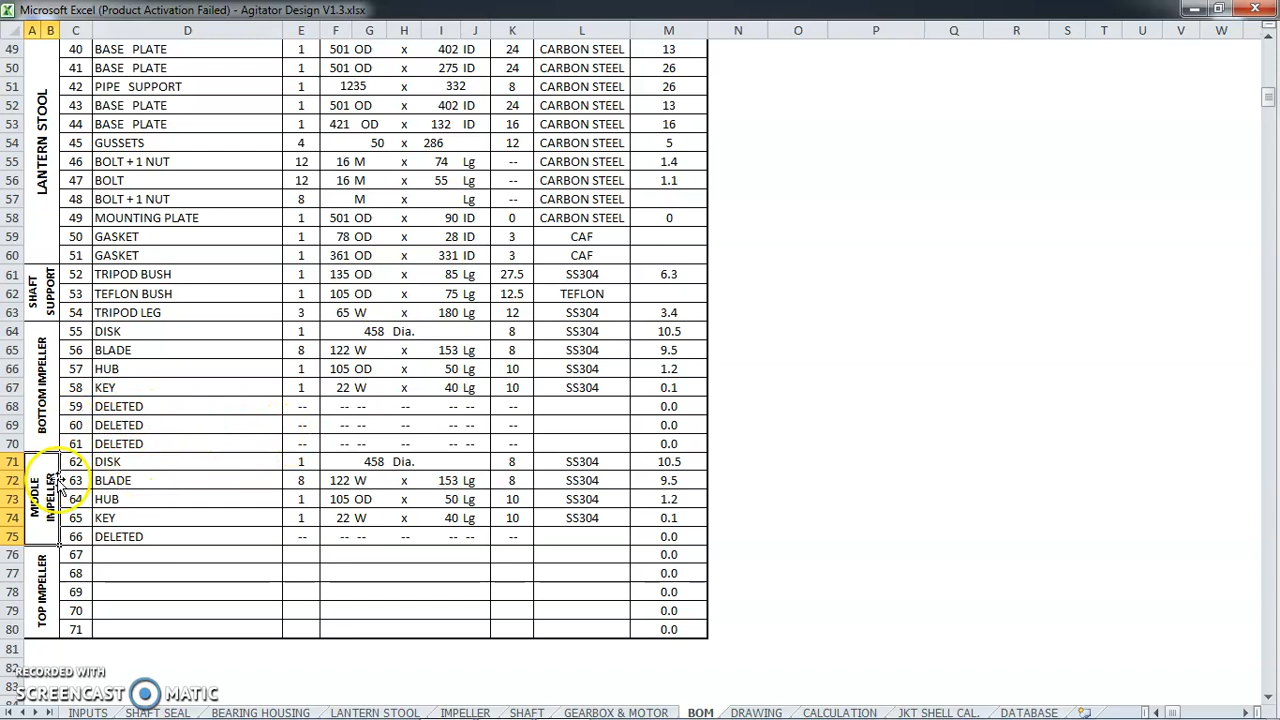 Microsoft Excel (Product Activation Failed) - Agitator Design V1.3.xlsx
A B C D E F G H I J K L M N O P Q R S T U V W
49 40 BASE PLATE 1 501 OD x 402 ID 24 CARBON STEEL 13
50 41 BASE PLATE 1 501 OD x 275 ID 24 CARBON STEEL 26
51 42 PIPE SUPPORT 1 1235 x 332 8 CARBON STEEL 26
52 43 BASE PLATE 1 501 OD x 402 ID 24 CARBON STEEL 13
53 44 BASE PLATE 1 421 OD x 132 ID 16 CARBON STEEL 16
54 45 GUSSETS 4 50 x 286 12 CARBON STEEL 5
55 46 BOLT + 1 NUT 12 16 M x 74 Lg -- CARBON STEEL 1.4
56 47 BOLT 12 16 M x 55 Lg -- CARBON STEEL 1.1
57 48 BOLT + 1 NUT 8 M x Lg -- CARBON STEEL
58 49 MOUNTING PLATE 1 501 OD x 90 ID 0 CARBON STEEL 0
59 50 GASKET 1 78 OD x 28 ID 3 CAF
60 51 GASKET 1 361 OD x 331 ID 3 CAF
LANTERN STOOL
61 52 TRIPOD BUSH 1 135 OD x 85 Lg 27.5 SS304 6.3
62 53 TEFLON BUSH 1 105 OD x 75 Lg 12.5 TEFLON
63 54 TRIPOD LEG 3 65 W x 180 Lg 12 SS304 3.4
SHAFT
SUPPORT
64 55 DISK 1 458 Dia. 8 SS304 10.5
65 56 BLADE 8 122 W x 153 Lg 8 SS304 9.5
66 57 HUB 1 105 OD x 50 Lg 10 SS304 1.2
67 58 KEY 1 22 W x 40 Lg 10 SS304 0.1
68 59 DELETED -- -- -- -- -- -- -- 0.0
69 60 DELETED -- -- -- -- -- -- -- 0.0
70 61 DELETED -- -- -- -- -- -- -- 0.0
BOTTOM IMPELLER
71 62 DISK 1 458 Dia. 8 SS304 10.5
72 63 BLADE 8 122 W x 153 Lg 8 SS304 9.5
73 64 HUB 1 105 OD x 50 Lg 10 SS304 1.2
74 65 KEY 1 22 W x 40 Lg 10 SS304 0.1
75 66 DELETED -- -- -- -- -- -- -- 0.0
MIDDLE
IMPELLER
76 67 0.0
77 68 0.0
78 69 0.0
79 70 0.0
80 71 0.0
TOP IMPELLER
81
82
83
RECORDED WITH
SCREENCAST MATIC
INPUTS SHAFT SEAL BEARING HOUSING LANTERN STOOL IMPELLER SHAFT GEARBOX & MOTOR BOM DRAWING CALCULATION JKT SHELL CAL. DATABASE